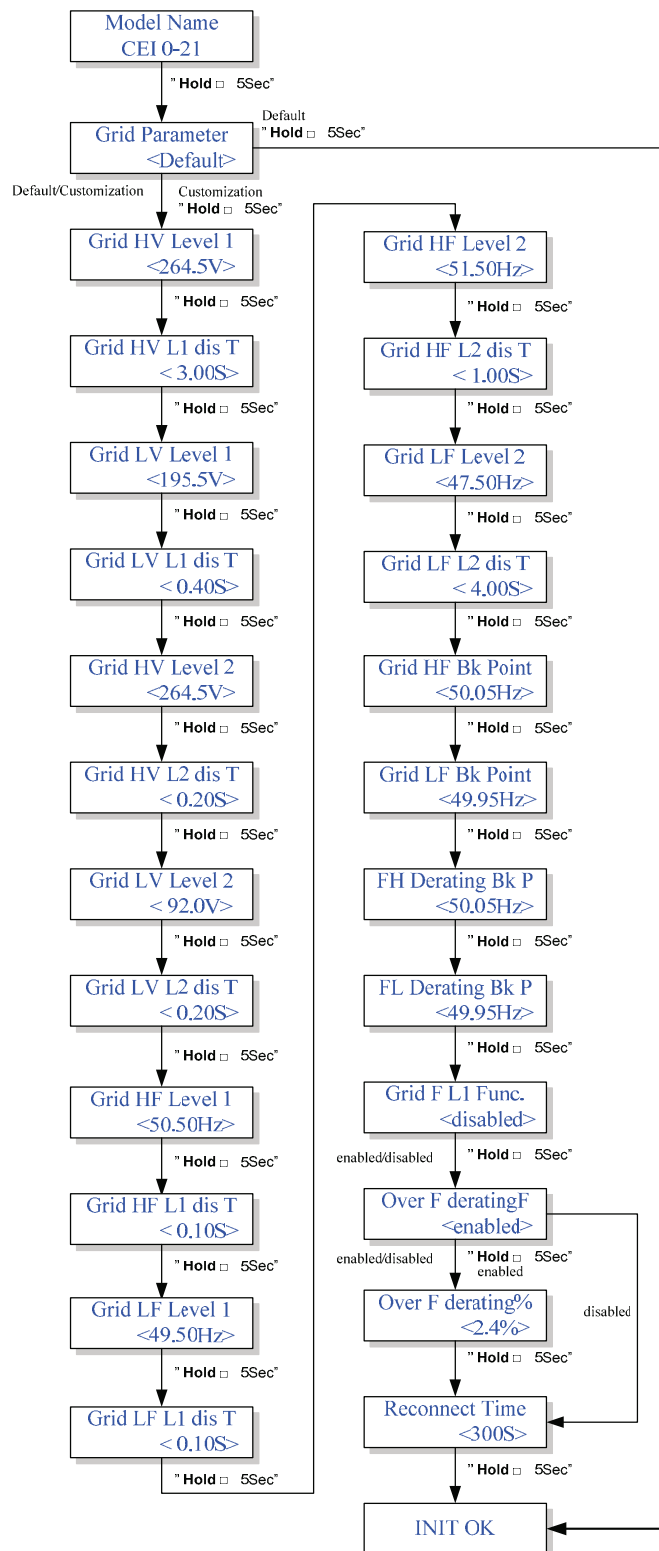 Model Name
CEI 0-21
" Hold □ 5Sec"
Default
" Hold □ 5Sec"
Grid Parameter
<Default>
Default/Customization
Customization
" Hold □ 5Sec"
Grid HV Level 1
<264.5V>
" Hold □ 5Sec"
Grid HV L1 dis T
< 3.00S>
" Hold □ 5Sec"
Grid LV Level 1
<195.5V>
" Hold □ 5Sec"
Grid LV L1 dis T
< 0.40S>
" Hold □ 5Sec"
Grid HV Level 2
<264.5V>
" Hold □ 5Sec"
Grid HV L2 dis T
< 0.20S>
" Hold □ 5Sec"
Grid LV Level 2
< 92.0V>
" Hold □ 5Sec"
Grid LV L2 dis T
< 0.20S>
" Hold □ 5Sec"
Grid HF Level 1
<50.50Hz>
" Hold □ 5Sec"
Grid HF L1 dis T
< 0.10S>
" Hold □ 5Sec"
Grid LF Level 1
<49.50Hz>
" Hold □ 5Sec"
Grid LF L1 dis T
< 0.10S>
" Hold □ 5Sec"
Grid HF Level 2
<51.50Hz>
" Hold □ 5Sec"
Grid HF L2 dis T
< 1.00S>
" Hold □ 5Sec"
Grid LF Level 2
<47.50Hz>
" Hold □ 5Sec"
Grid LF L2 dis T
< 4.00S>
" Hold □ 5Sec"
Grid HF Bk Point
<50.05Hz>
" Hold □ 5Sec"
Grid LF Bk Point
<49.95Hz>
" Hold □ 5Sec"
FH Derating Bk P
<50.05Hz>
" Hold □ 5Sec"
FL Derating Bk P
<49.95Hz>
" Hold □ 5Sec"
Grid F L1 Func.
<disabled>
enabled/disabled
" Hold □ 5Sec"
Over F deratingF
<enabled>
enabled/disabled
" Hold □ 5Sec"
enabled
disabled
Over F derating%
<2.4%>
" Hold □ 5Sec"
Reconnect Time
<300S>
" Hold □ 5Sec"
INIT OK